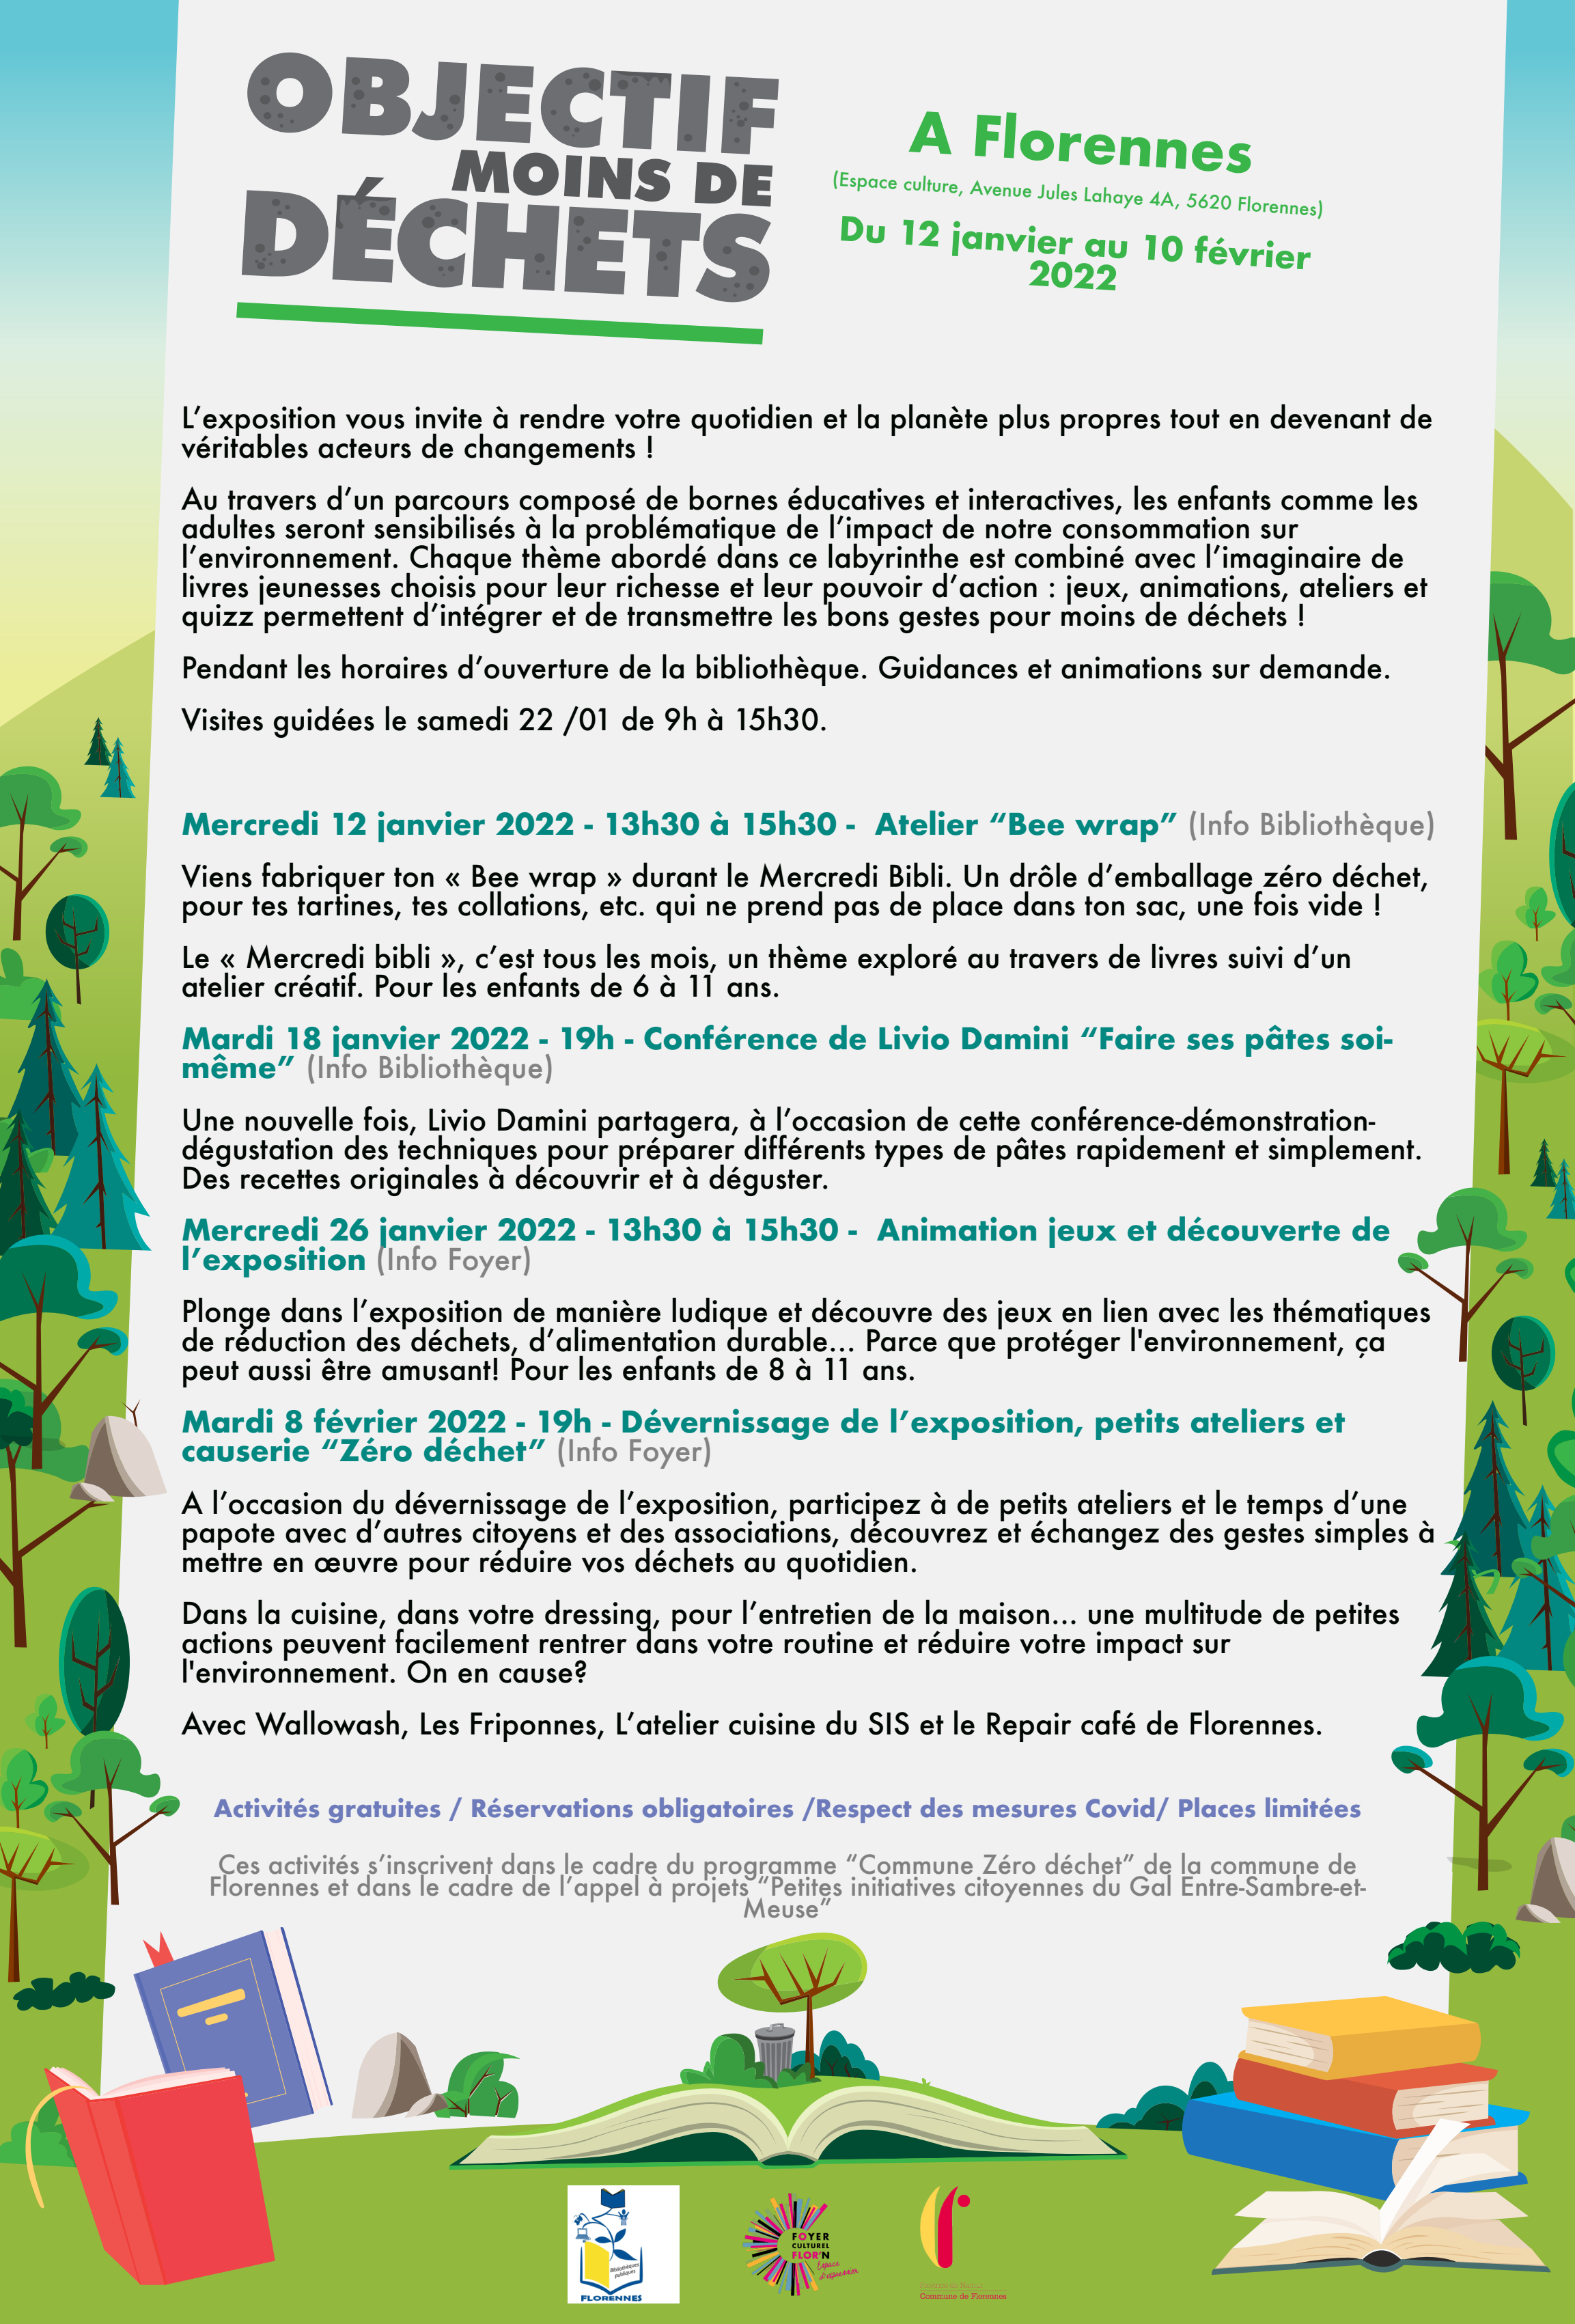 OBJECTIF
MOINS DE
DÉCHETS
A Florennes
(Espace culture, Avenue Jules Lahaye 4A, 5620 Florennes)
Du 12 janvier au 10 février
2022
L’exposition vous invite à rendre votre quotidien et la planète plus propres tout en devenant de
véritables acteurs de changements !
Au travers d’un parcours composé de bornes éducatives et interactives, les enfants comme les
adultes seront sensibilisés à la problématique de l’impact de notre consommation sur
l’environnement. Chaque thème abordé dans ce labyrinthe est combiné avec l’imaginaire de
livres jeunesses choisis pour leur richesse et leur pouvoir d’action : jeux, animations, ateliers et
quizz permettent d’intégrer et de transmettre les bons gestes pour moins de déchets !
Pendant les horaires d’ouverture de la bibliothèque. Guidances et animations sur demande.
Visites guidées le samedi 22 /01 de 9h à 15h30.
Mercredi 12 janvier 2022 - 13h30 à 15h30 - Atelier “Bee wrap” (Info Bibliothèque)
Viens fabriquer ton « Bee wrap » durant le Mercredi Bibli. Un drôle d’emballage zéro déchet,
pour tes tartines, tes collations, etc. qui ne prend pas de place dans ton sac, une fois vide !
Le « Mercredi bibli », c’est tous les mois, un thème exploré au travers de livres suivi d’un
atelier créatif. Pour les enfants de 6 à 11 ans.
Mardi 18 janvier 2022 - 19h - Conférence de Livio Damini “Faire ses pâtes soi-
même” (Info Bibliothèque)
Une nouvelle fois, Livio Damini partagera, à l’occasion de cette conférence-démonstration-
dégustation des techniques pour préparer différents types de pâtes rapidement et simplement.
Des recettes originales à découvrir et à déguster.
Mercredi 26 janvier 2022 - 13h30 à 15h30 - Animation jeux et découverte de
l’exposition (Info Foyer)
Plonge dans l’exposition de manière ludique et découvre des jeux en lien avec les thématiques
de réduction des déchets, d’alimentation durable... Parce que protéger l'environnement, ça
peut aussi être amusant! Pour les enfants de 8 à 11 ans.
Mardi 8 février 2022 - 19h - Dévernissage de l’exposition, petits ateliers et
causerie “Zéro déchet” (Info Foyer)
A l’occasion du dévernissage de l’exposition, participez à de petits ateliers et le temps d’une
papote avec d’autres citoyens et des associations, découvrez et échangez des gestes simples à
mettre en œuvre pour réduire vos déchets au quotidien.
Dans la cuisine, dans votre dressing, pour l’entretien de la maison... une multitude de petites
actions peuvent facilement rentrer dans votre routine et réduire votre impact sur
l'environnement. On en cause?
Avec Wallowash, Les Friponnes, L’atelier cuisine du SIS et le Repair café de Florennes.
Activités gratuites / Réservations obligatoires /Respect des mesures Covid/ Places limitées
Ces activités s’inscrivent dans le cadre du programme “Commune Zéro déchet” de la commune de
Florennes et dans le cadre de l’appel à projets “Petites initiatives citoyennes du Gal Entre-Sambre-et-
Meuse”
Bibliothèques
publiques
FLORENNES
FOYER
CULTUREL
FLOR'N
Espace
d'expression
Commune de Florennes